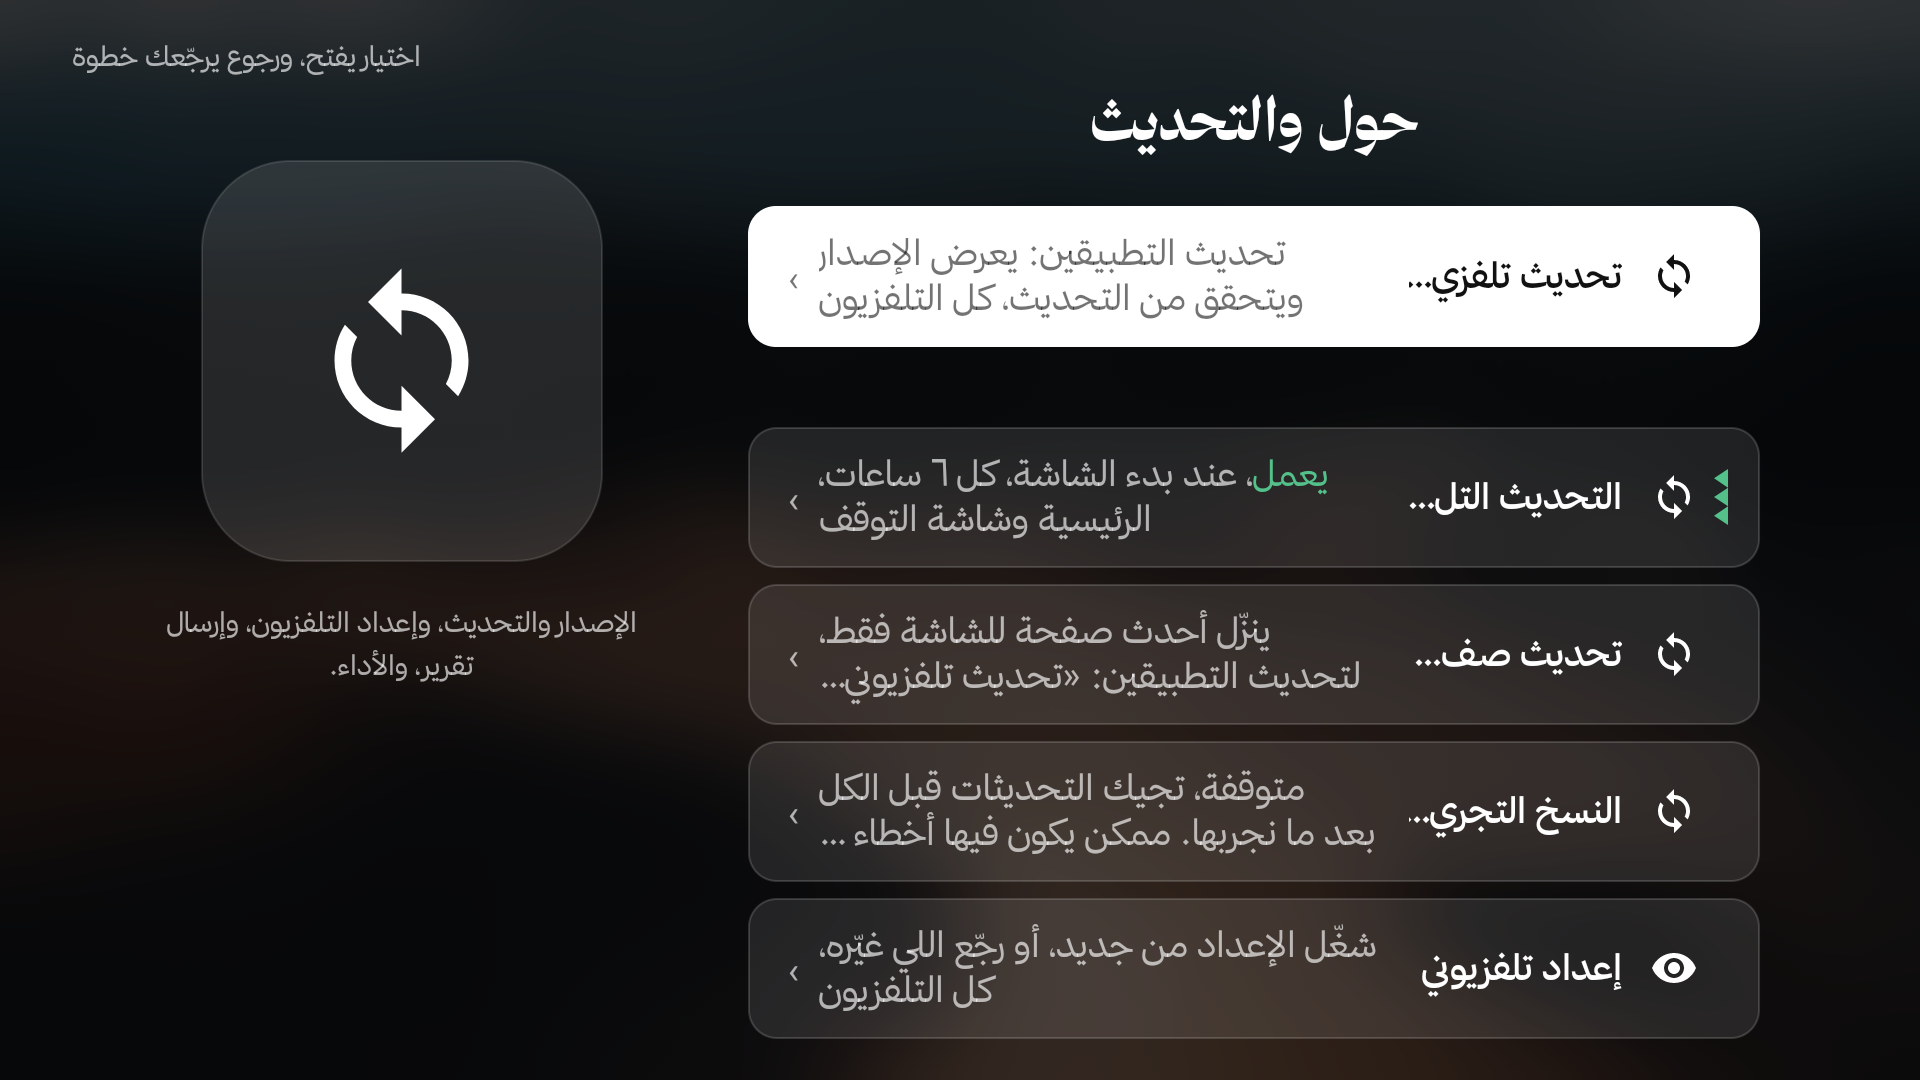 اختيار يفتح، ورجوع يرجّعك خطوة
حول والتحديث
تحديث تلفزي...
تحديث التطبيقين: يعرض الإصدار
ويتحقق من التحديث، كل التلفزيون
التحديث التل...
يعمل، عند بدء الشاشة، كل ٦ ساعات،
الرئيسية وشاشة التوقف
تحديث صف...
ينزّل أحدث صفحة للشاشة فقط،
لتحديث التطبيقين: «تحديث تلفزيوني...
النسخ التجري...
متوقفة، تجيك التحديثات قبل الكل
بعد ما نجربها. ممكن يكون فيها أخطاء ...
إعداد تلفزيوني
شغّل الإعداد من جديد، أو رجّع اللي غيّره،
كل التلفزيون
الإصدار والتحديث، وإعداد التلفزيون، وإرسال
تقرير، والأداء.